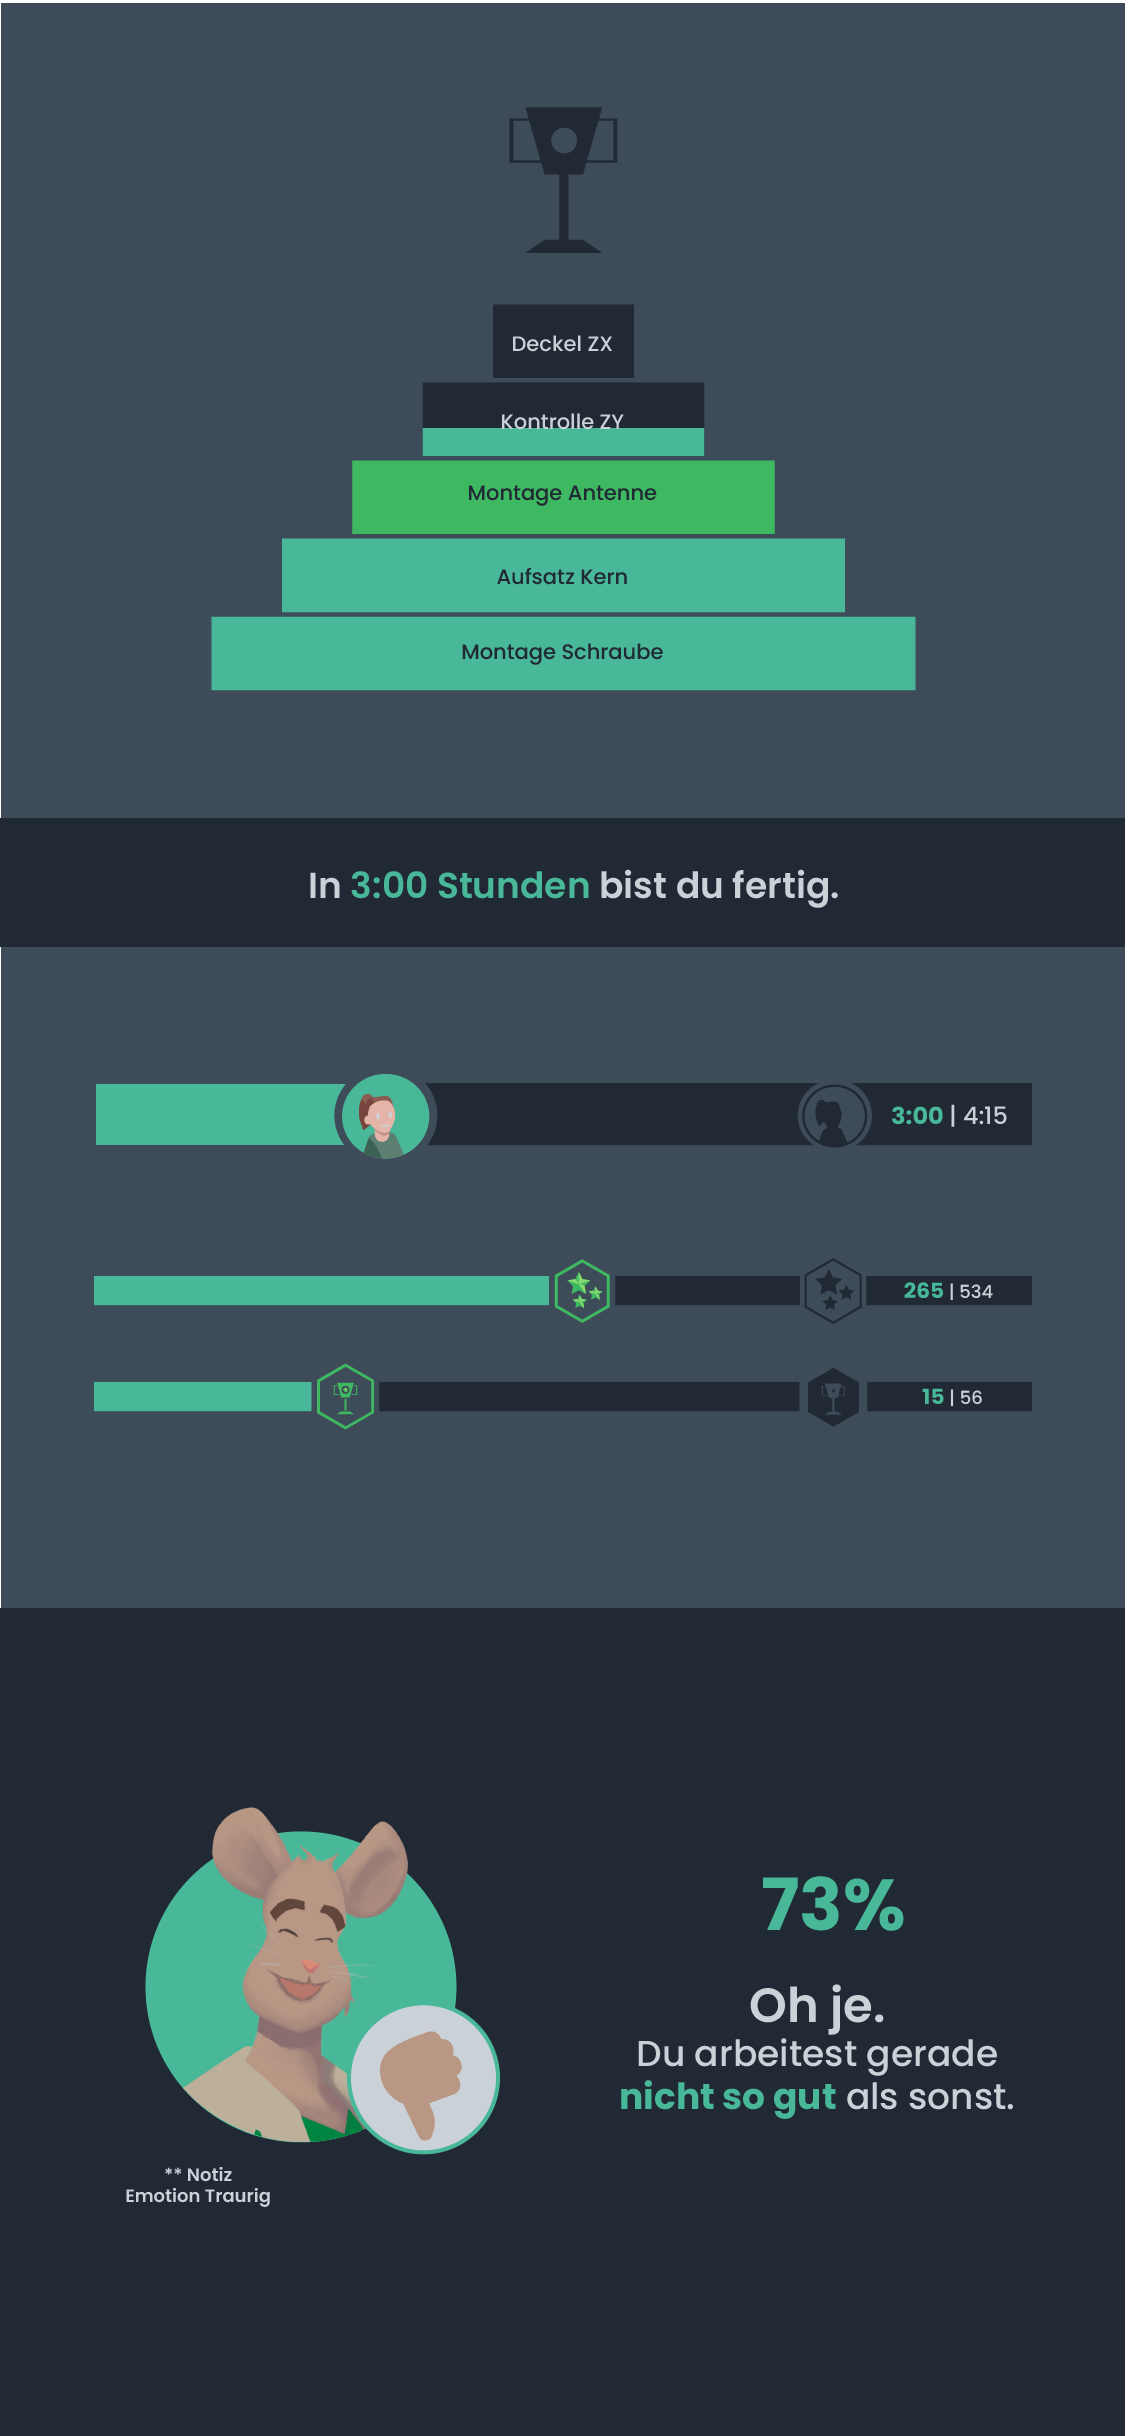 Deckel ZX
Kontrolle ZY
Montage Antenne
Aufsatz Kern
Montage Schraube
In 3:00 Stunden bist du fertig.
3:00 | 4:15
265 | 534
15 | 56
73%
Oh je.
Du arbeitest gerade
nicht so gut als sonst.
** Notiz
Emotion Traurig